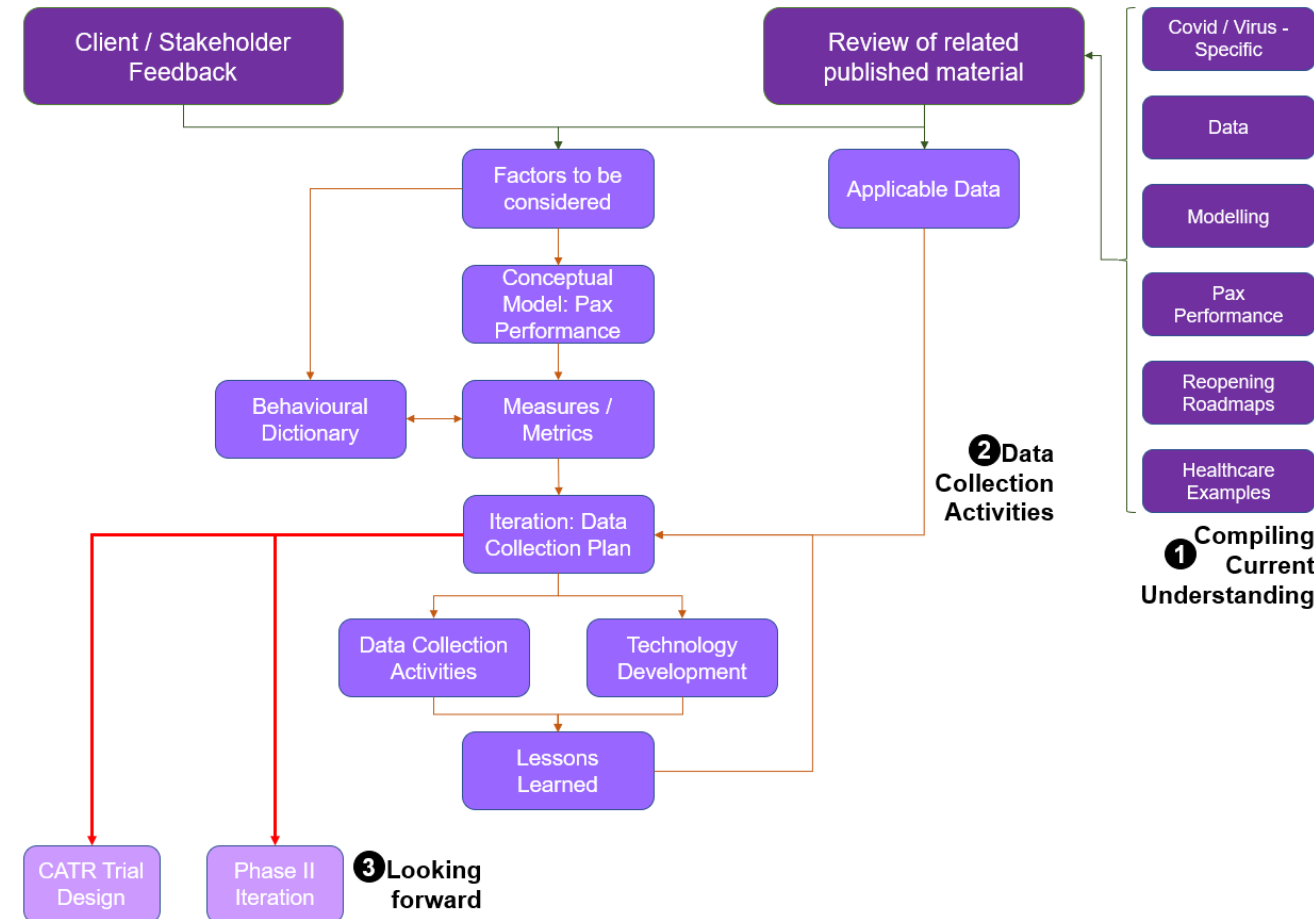 Client / Stakeholder
Feedback
Review of related
published material
Covid / Virus -
Specific
Data
Modelling
Pax
Performance
Reopening
Roadmaps
Healthcare
Examples
❶ Compiling
Current
Understanding
Factors to be
considered
Applicable Data
Conceptual
Model: Pax
Performance
Behavioural
Dictionary
Measures /
Metrics
❷ Data
Collection
Activities
Iteration: Data
Collection Plan
Data Collection
Activities
Technology
Development
Lessons
Learned
CATR Trial
Design
Phase II
Iteration
❸ Looking
forward